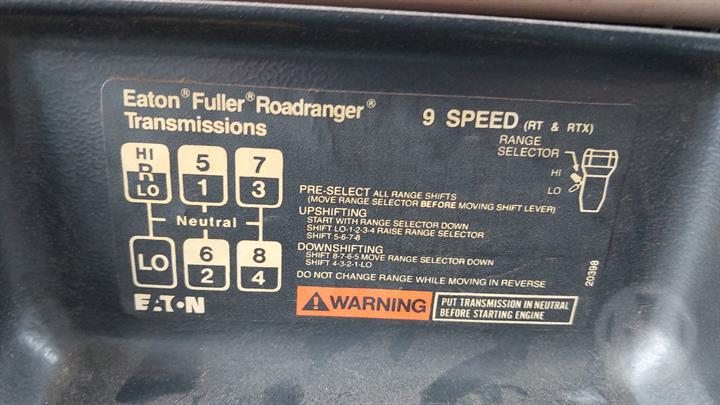 Eaton® Fuller® Roadranger®
Transmissions
9 SPEED (RT & RTX)
RANGE
SELECTOR
HI
LO
HI
R
LO
5
1
7
3
Neutral
LO
6
2
8
4
EATON
PRE-SELECT ALL RANGE SHIFTS
(MOVE RANGE SELECTOR BEFORE MOVING SHIFT LEVER)
UPSHIFTING
START WITH RANGE SELECTOR DOWN
SHIFT LO-1-2-3-4 RAISE RANGE SELECTOR
SHIFT 5-6-7-8
DOWNSHIFTING
SHIFT 8-7-6-5 MOVE RANGE SELECTOR DOWN
SHIFT 4-3-2-1-LO
DO NOT CHANGE RANGE WHILE MOVING IN REVERSE
WARNING
PUT TRANSMISSION IN NEUTRAL
BEFORE STARTING ENGINE
20398